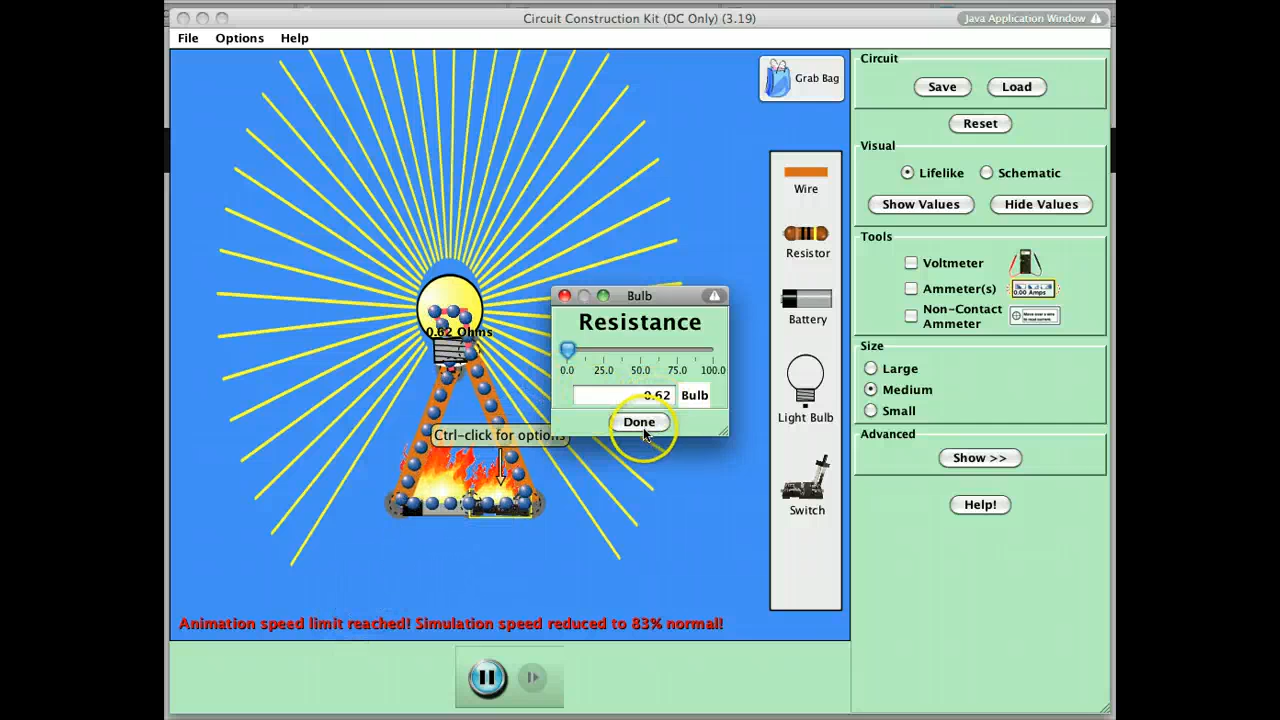 Circuit Construction Kit (DC Only) (3.19)
Java Application Window
File Options Help
Grab Bag
Wire
Resistor
Battery
Light Bulb
Switch
0.62 Ohms
Ctrl-click for options
Bulb
Resistance
0.0 25.0 50.0 75.0 100.0
0.62 Bulb
Done
Animation speed limit reached! Simulation speed reduced to 83% normal!
Circuit
Save Load
Reset
Visual
Lifelike Schematic
Show Values Hide Values
Tools
Voltmeter
Ammeter(s)
0.00 Amps
Non-Contact
Ammeter
Size
Large
Medium
Small
Advanced
Show >>
Help!